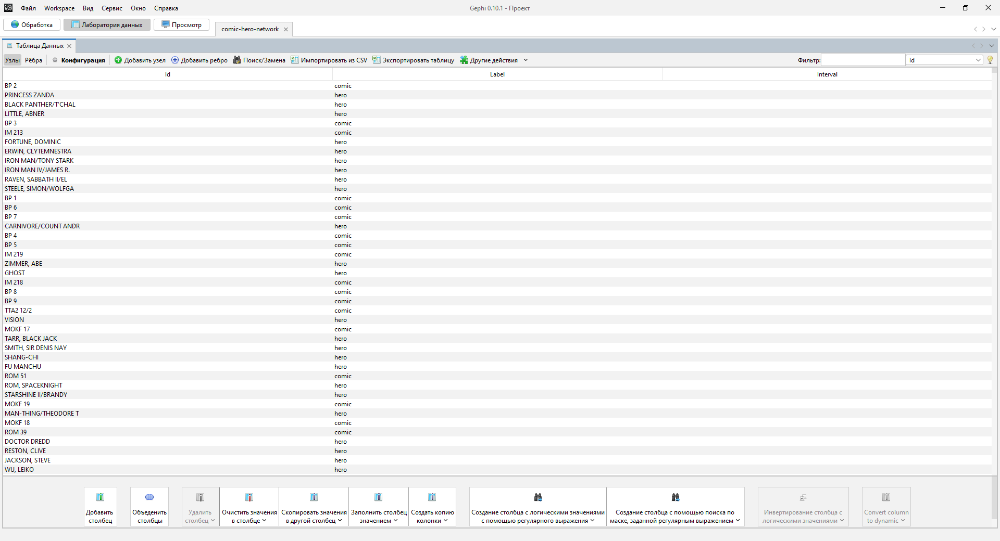 Файл Workspace Вид Сервис Окно Справка Gephi 0.10.1 - Проект
Обработка Лаборатория данных Просмотр comic-hero-network
Таблица Данных
Узлы Рёбра Конфигурация Добавить узел Добавить ребро Поиск/Замена Импортировать из CSV Экспортировать таблицу Другие действия Фильтр: Id
Id Label Interval
BP 2 comic
PRINCESS ZANDA hero
BLACK PANTHER/T'CHAL hero
LITTLE, ABNER hero
BP 3 comic
IM 213 comic
FORTUNE, DOMINIC hero
ERWIN, CLYTEMNESTRA hero
IRON MAN/TONY STARK hero
IRON MAN IV/JAMES R. hero
RAVEN, SABBATH II/EL hero
STEELE, SIMON/WOLFGA hero
BP 1 comic
BP 6 comic
BP 7 comic
CARNIVORE/COUNT ANDR hero
BP 4 comic
BP 5 comic
IM 219 comic
ZIMMER, ABE hero
GHOST hero
IM 218 comic
BP 8 comic
BP 9 comic
TTA2 12/2 comic
VISION hero
MOKF 17 comic
TARR, BLACK JACK hero
SMITH, SIR DENIS NAY hero
SHANG-CHI hero
FU MANCHU hero
ROM 51 comic
ROM, SPACEKNIGHT hero
STARSHINE II/BRANDY hero
MOKF 19 comic
MAN-THING/THEODORE T hero
MOKF 18 comic
ROM 39 comic
DOCTOR DREDD hero
RESTON, CLIVE hero
JACKSON, STEVE hero
WU, LEIKO hero
Добавить
столбец
Объеденить
столбцы
Удалить
столбец
Очистить значения
в столбце
Скопировать значения
в другой столбец
Заполнить столбец
значением
Создать копию
колонки
Создание столбца с логическими значениями
с помощью регулярного выражения
Создание столбца с помощью поиска по
маске, заданной регулярным выражением
Инвертирование столбца с
логическими значениями
Convert column
to dynamic